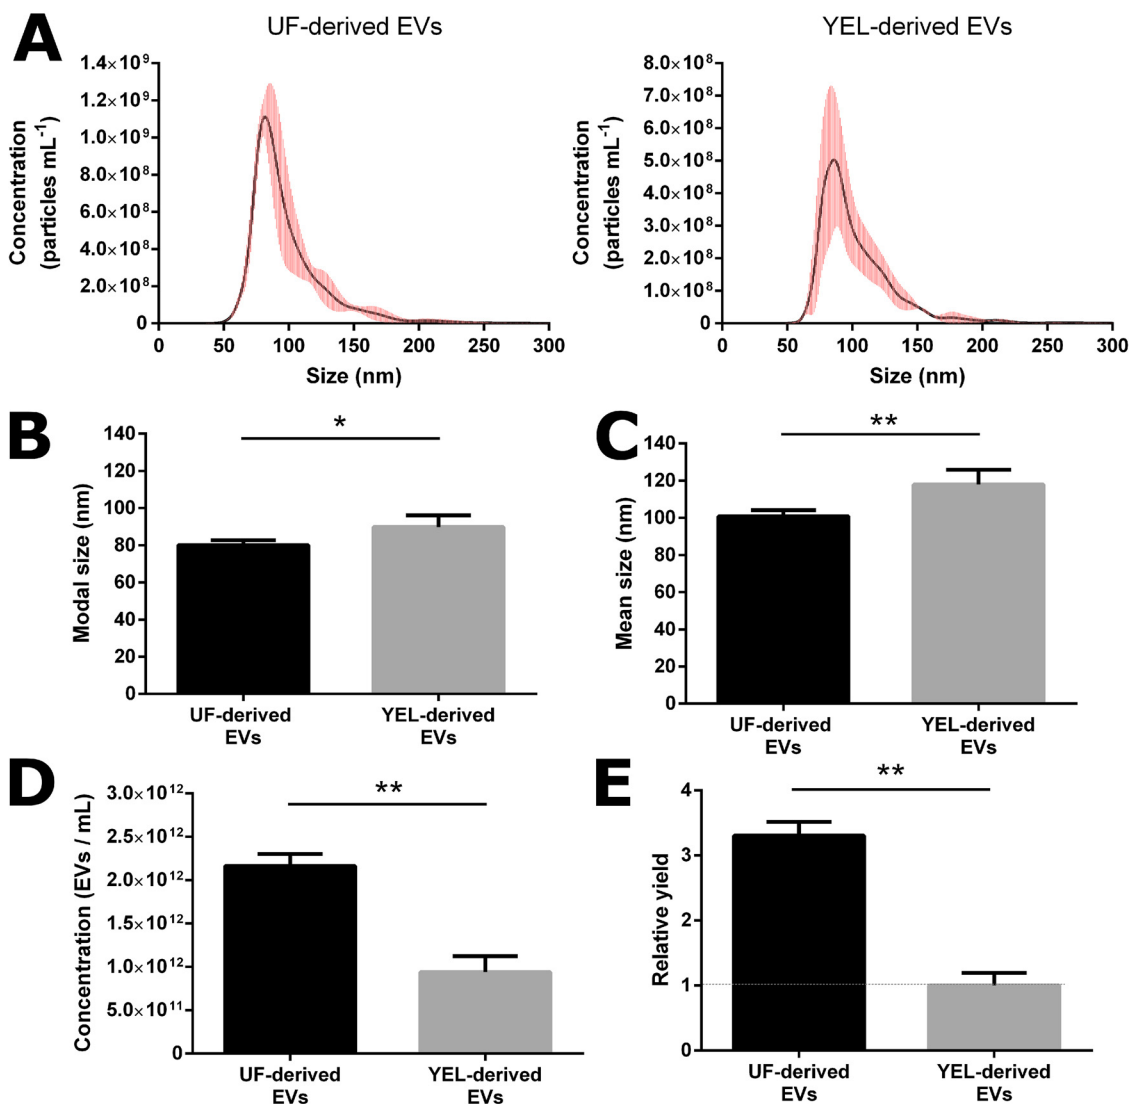 A
UF-derived EVs
YEL-derived EVs
Concentration
(particles mL⁻¹)
1.4×10⁹
1.2×10⁹
1.0×10⁹
8.0×10⁸
6.0×10⁸
4.0×10⁸
2.0×10⁸
0
0 50 100 150 200 250 300
Size (nm)
Concentration
(particles mL⁻¹)
8.0×10⁸
7.0×10⁸
6.0×10⁸
5.0×10⁸
4.0×10⁸
3.0×10⁸
2.0×10⁸
1.0×10⁸
0
0 50 100 150 200 250 300
Size (nm)
B
*
Modal size (nm)
140
120
100
80
60
40
20
0
UF-derived
EVs
YEL-derived
EVs
C
**
Mean size (nm)
140
120
100
80
60
40
20
0
UF-derived
EVs
YEL-derived
EVs
D
**
Concentration (EVs / mL)
3.0×10¹²
2.5×10¹²
2.0×10¹²
1.5×10¹²
1.0×10¹²
5.0×10¹¹
0
UF-derived
EVs
YEL-derived
EVs
E
**
Relative yield
4
3
2
1
0
UF-derived
EVs
YEL-derived
EVs